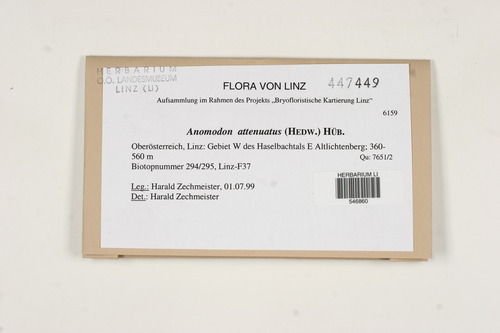 HERBARIUM
O.Ö. LANDESMUSEUM
LINZ (LI)
FLORA VON LINZ
447449
Aufsammlung im Rahmen des Projekts „Bryofloristische Kartierung Linz“
6159
Anomodon attenuatus (HEDW.) HÜB.
Oberösterreich, Linz: Gebiet W des Haselbachtals E Altlichtenberg; 360-
560 m
Qu: 7651/2
Biotopnummer 294/295, Linz-F37
HERBARIUM LI
546860
Leg.: Harald Zechmeister, 01.07.99
Det.: Harald Zechmeister